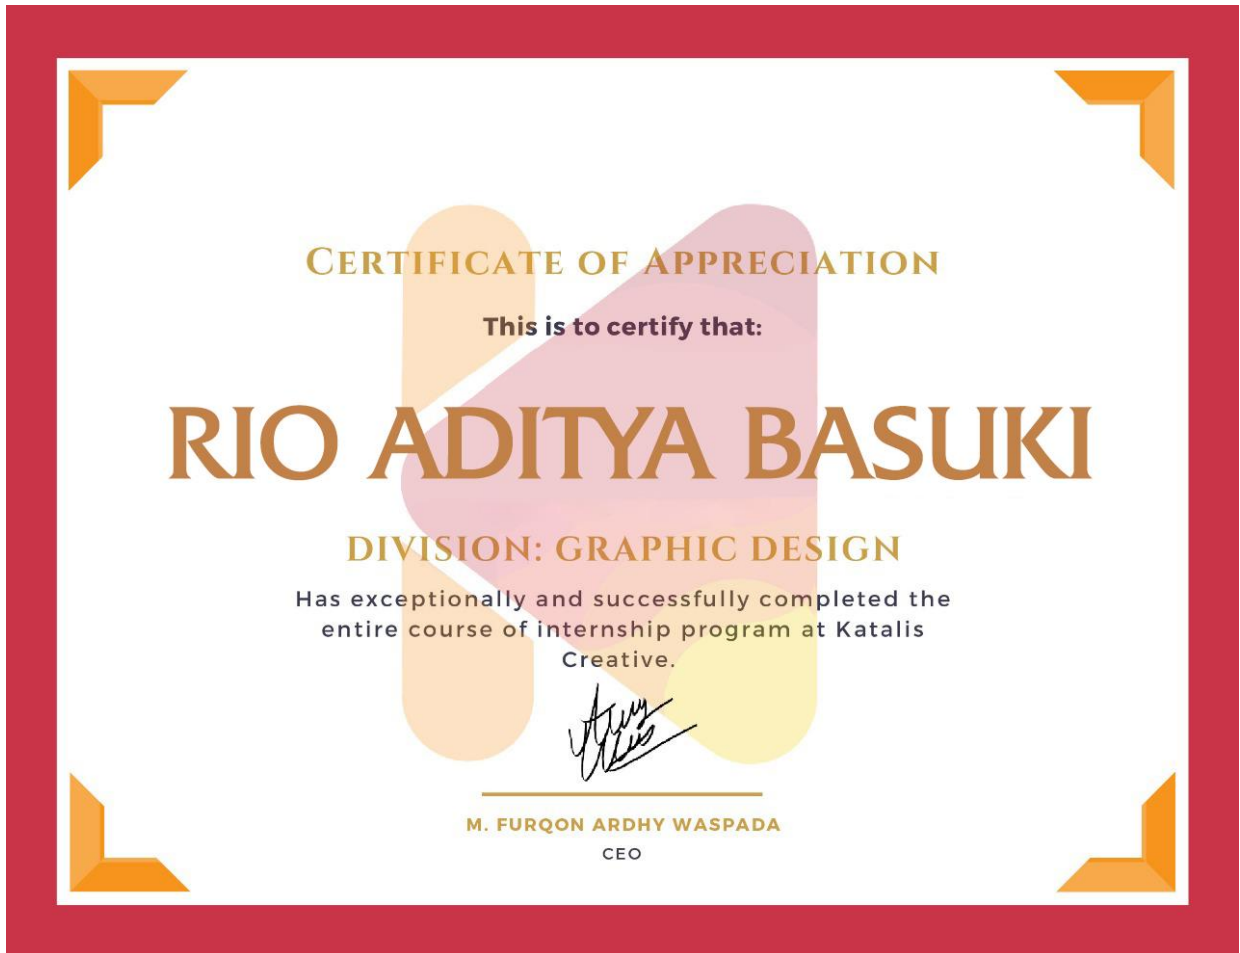 Certificate of Appreciation
This is to certify that:
RIO ADITYA BASUKI
DIVISION: GRAPHIC DESIGN
Has exceptionally and successfully completed the
entire course of internship program at Katalis
Creative.
M. FURQON ARDHY WASPADA
CEO